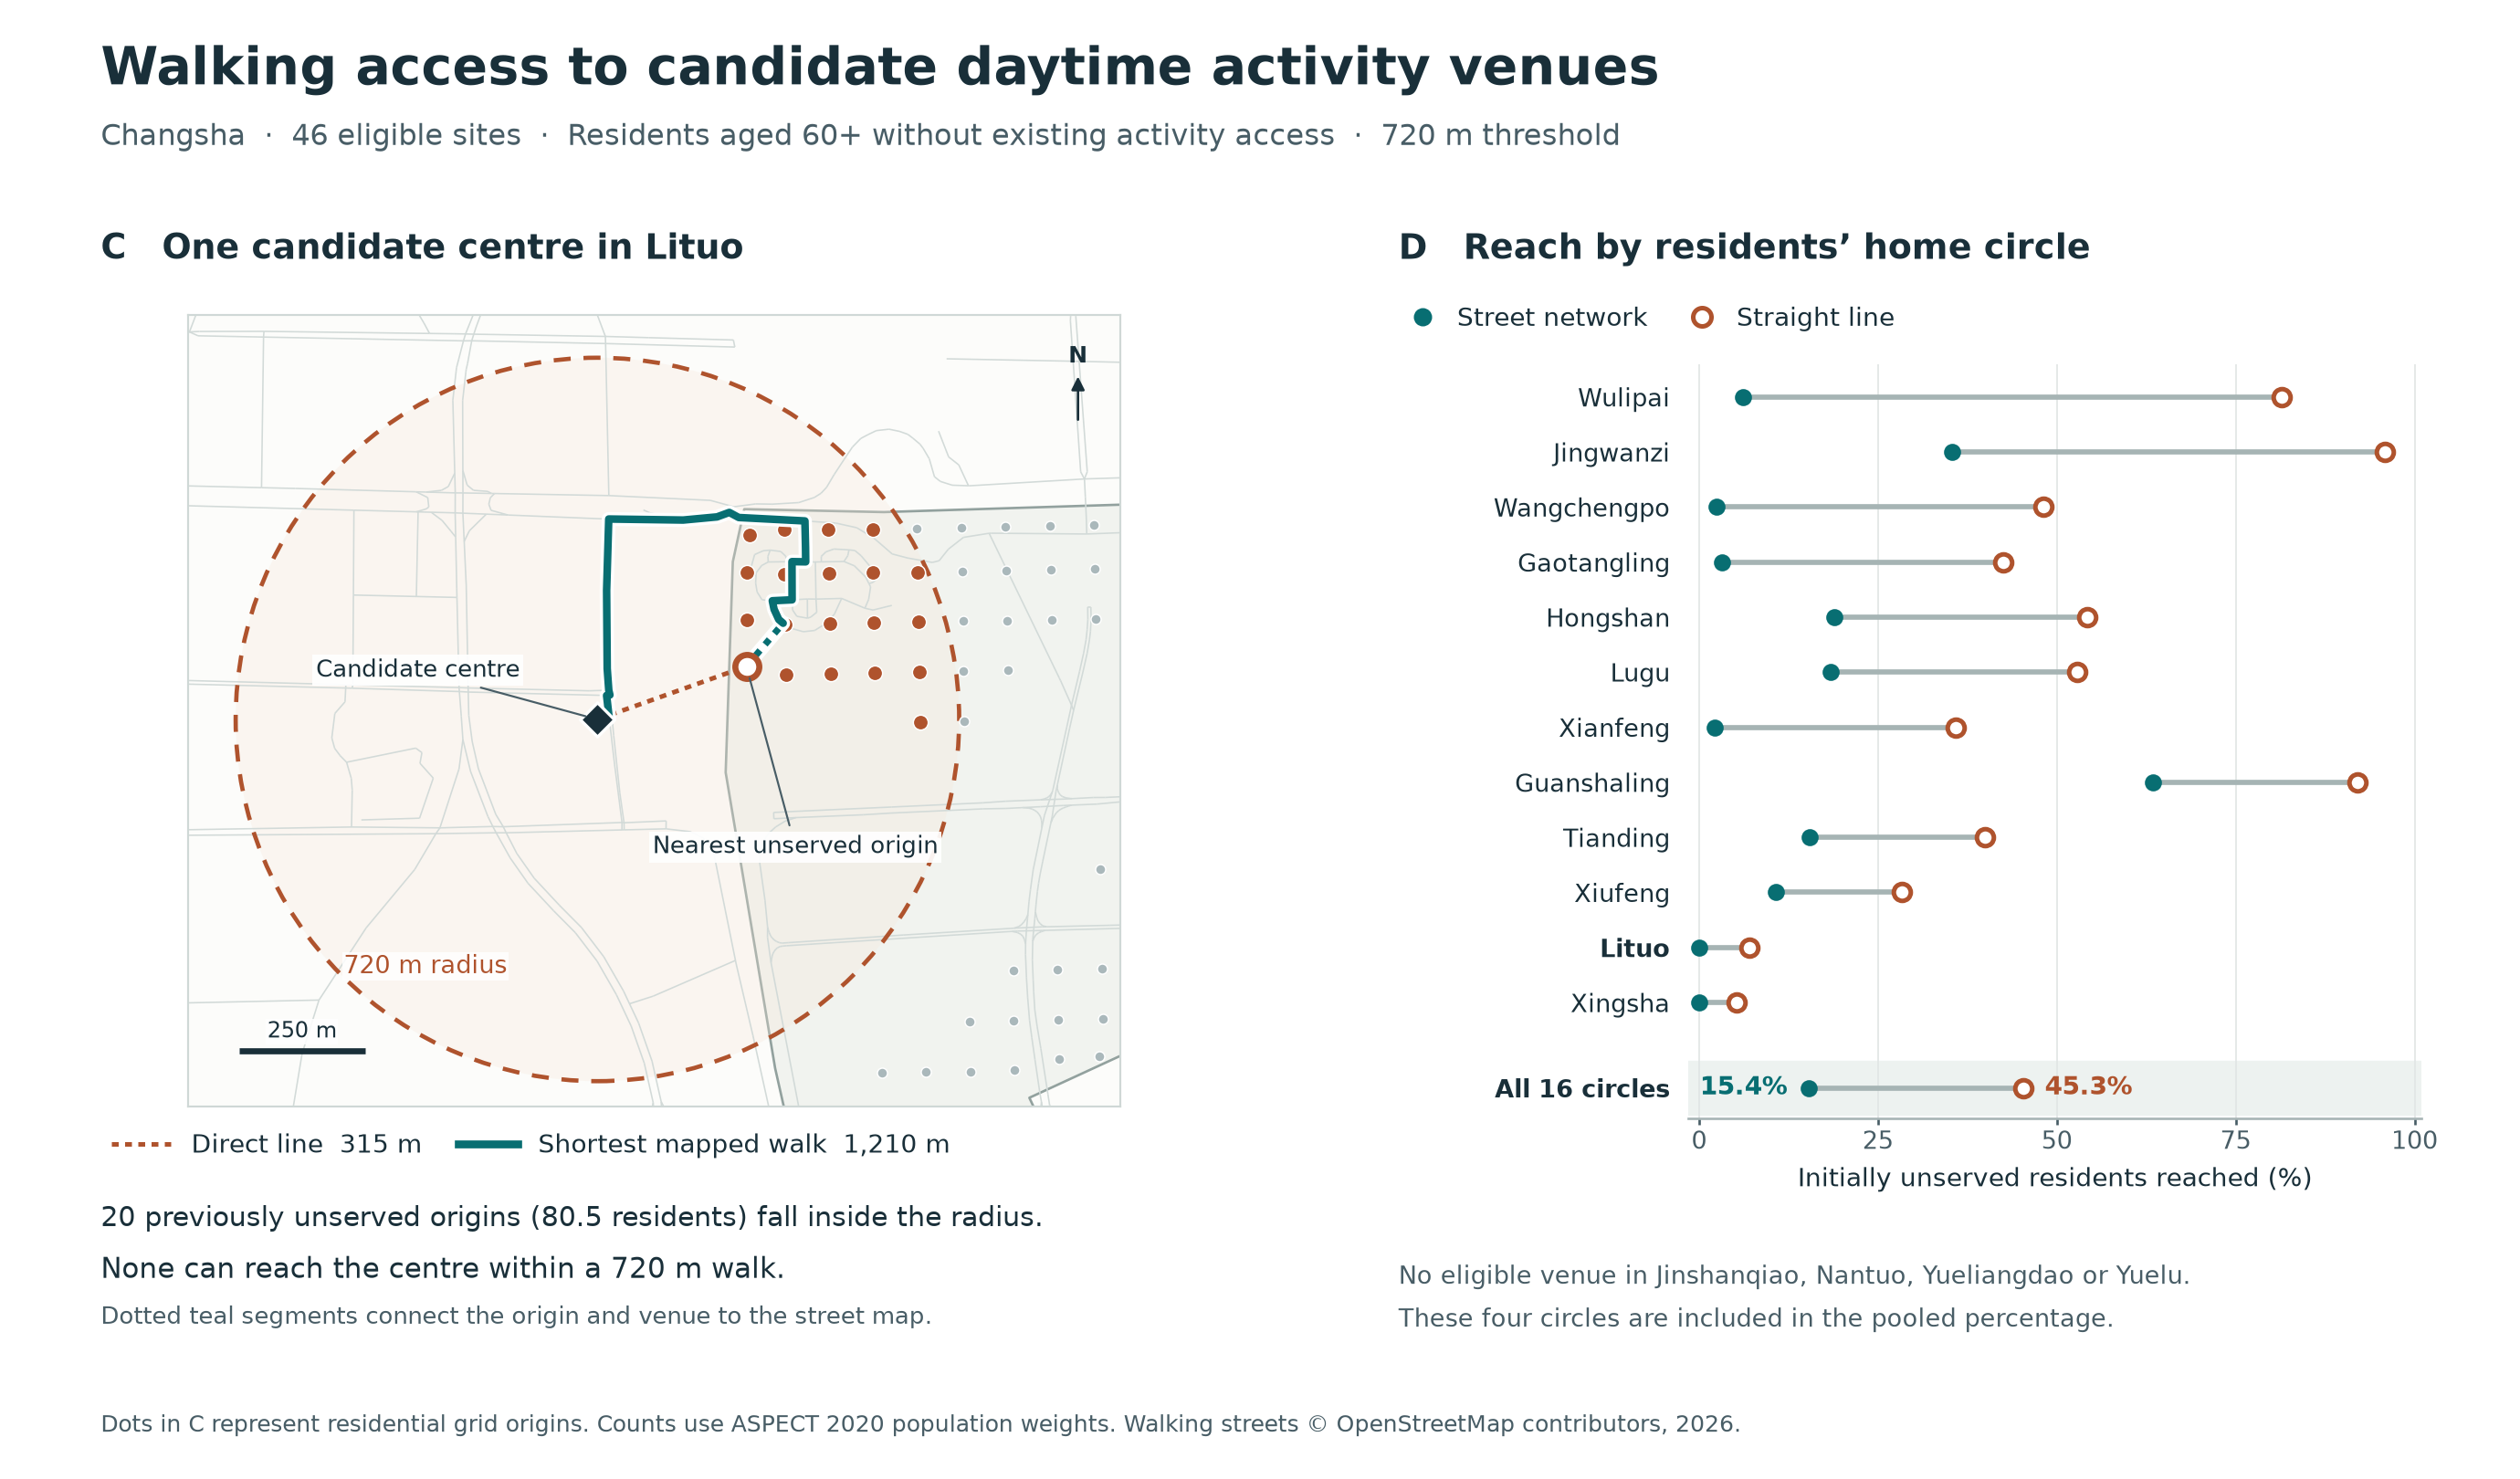 Walking access to candidate daytime activity venues
Changsha · 46 eligible sites · Residents aged 60+ without existing activity access · 720 m threshold
C One candidate centre in Lituo
N
Candidate centre
Nearest unserved origin
720 m radius
250 m
Direct line 315 m
Shortest mapped walk 1,210 m
20 previously unserved origins (80.5 residents) fall inside the radius.
None can reach the centre within a 720 m walk.
Dotted teal segments connect the origin and venue to the street map.
D Reach by residents’ home circle
Street network
Straight line
Wulipai
Jingwanzi
Wangchengpo
Gaotangling
Hongshan
Lugu
Xianfeng
Guanshaling
Tianding
Xiufeng
Lituo
Xingsha
All 16 circles 15.4% 45.3%
0 25 50 75 100
Initially unserved residents reached (%)
No eligible venue in Jinshanqiao, Nantuo, Yueliangdao or Yuelu.
These four circles are included in the pooled percentage.
Dots in C represent residential grid origins. Counts use ASPECT 2020 population weights. Walking streets © OpenStreetMap contributors, 2026.